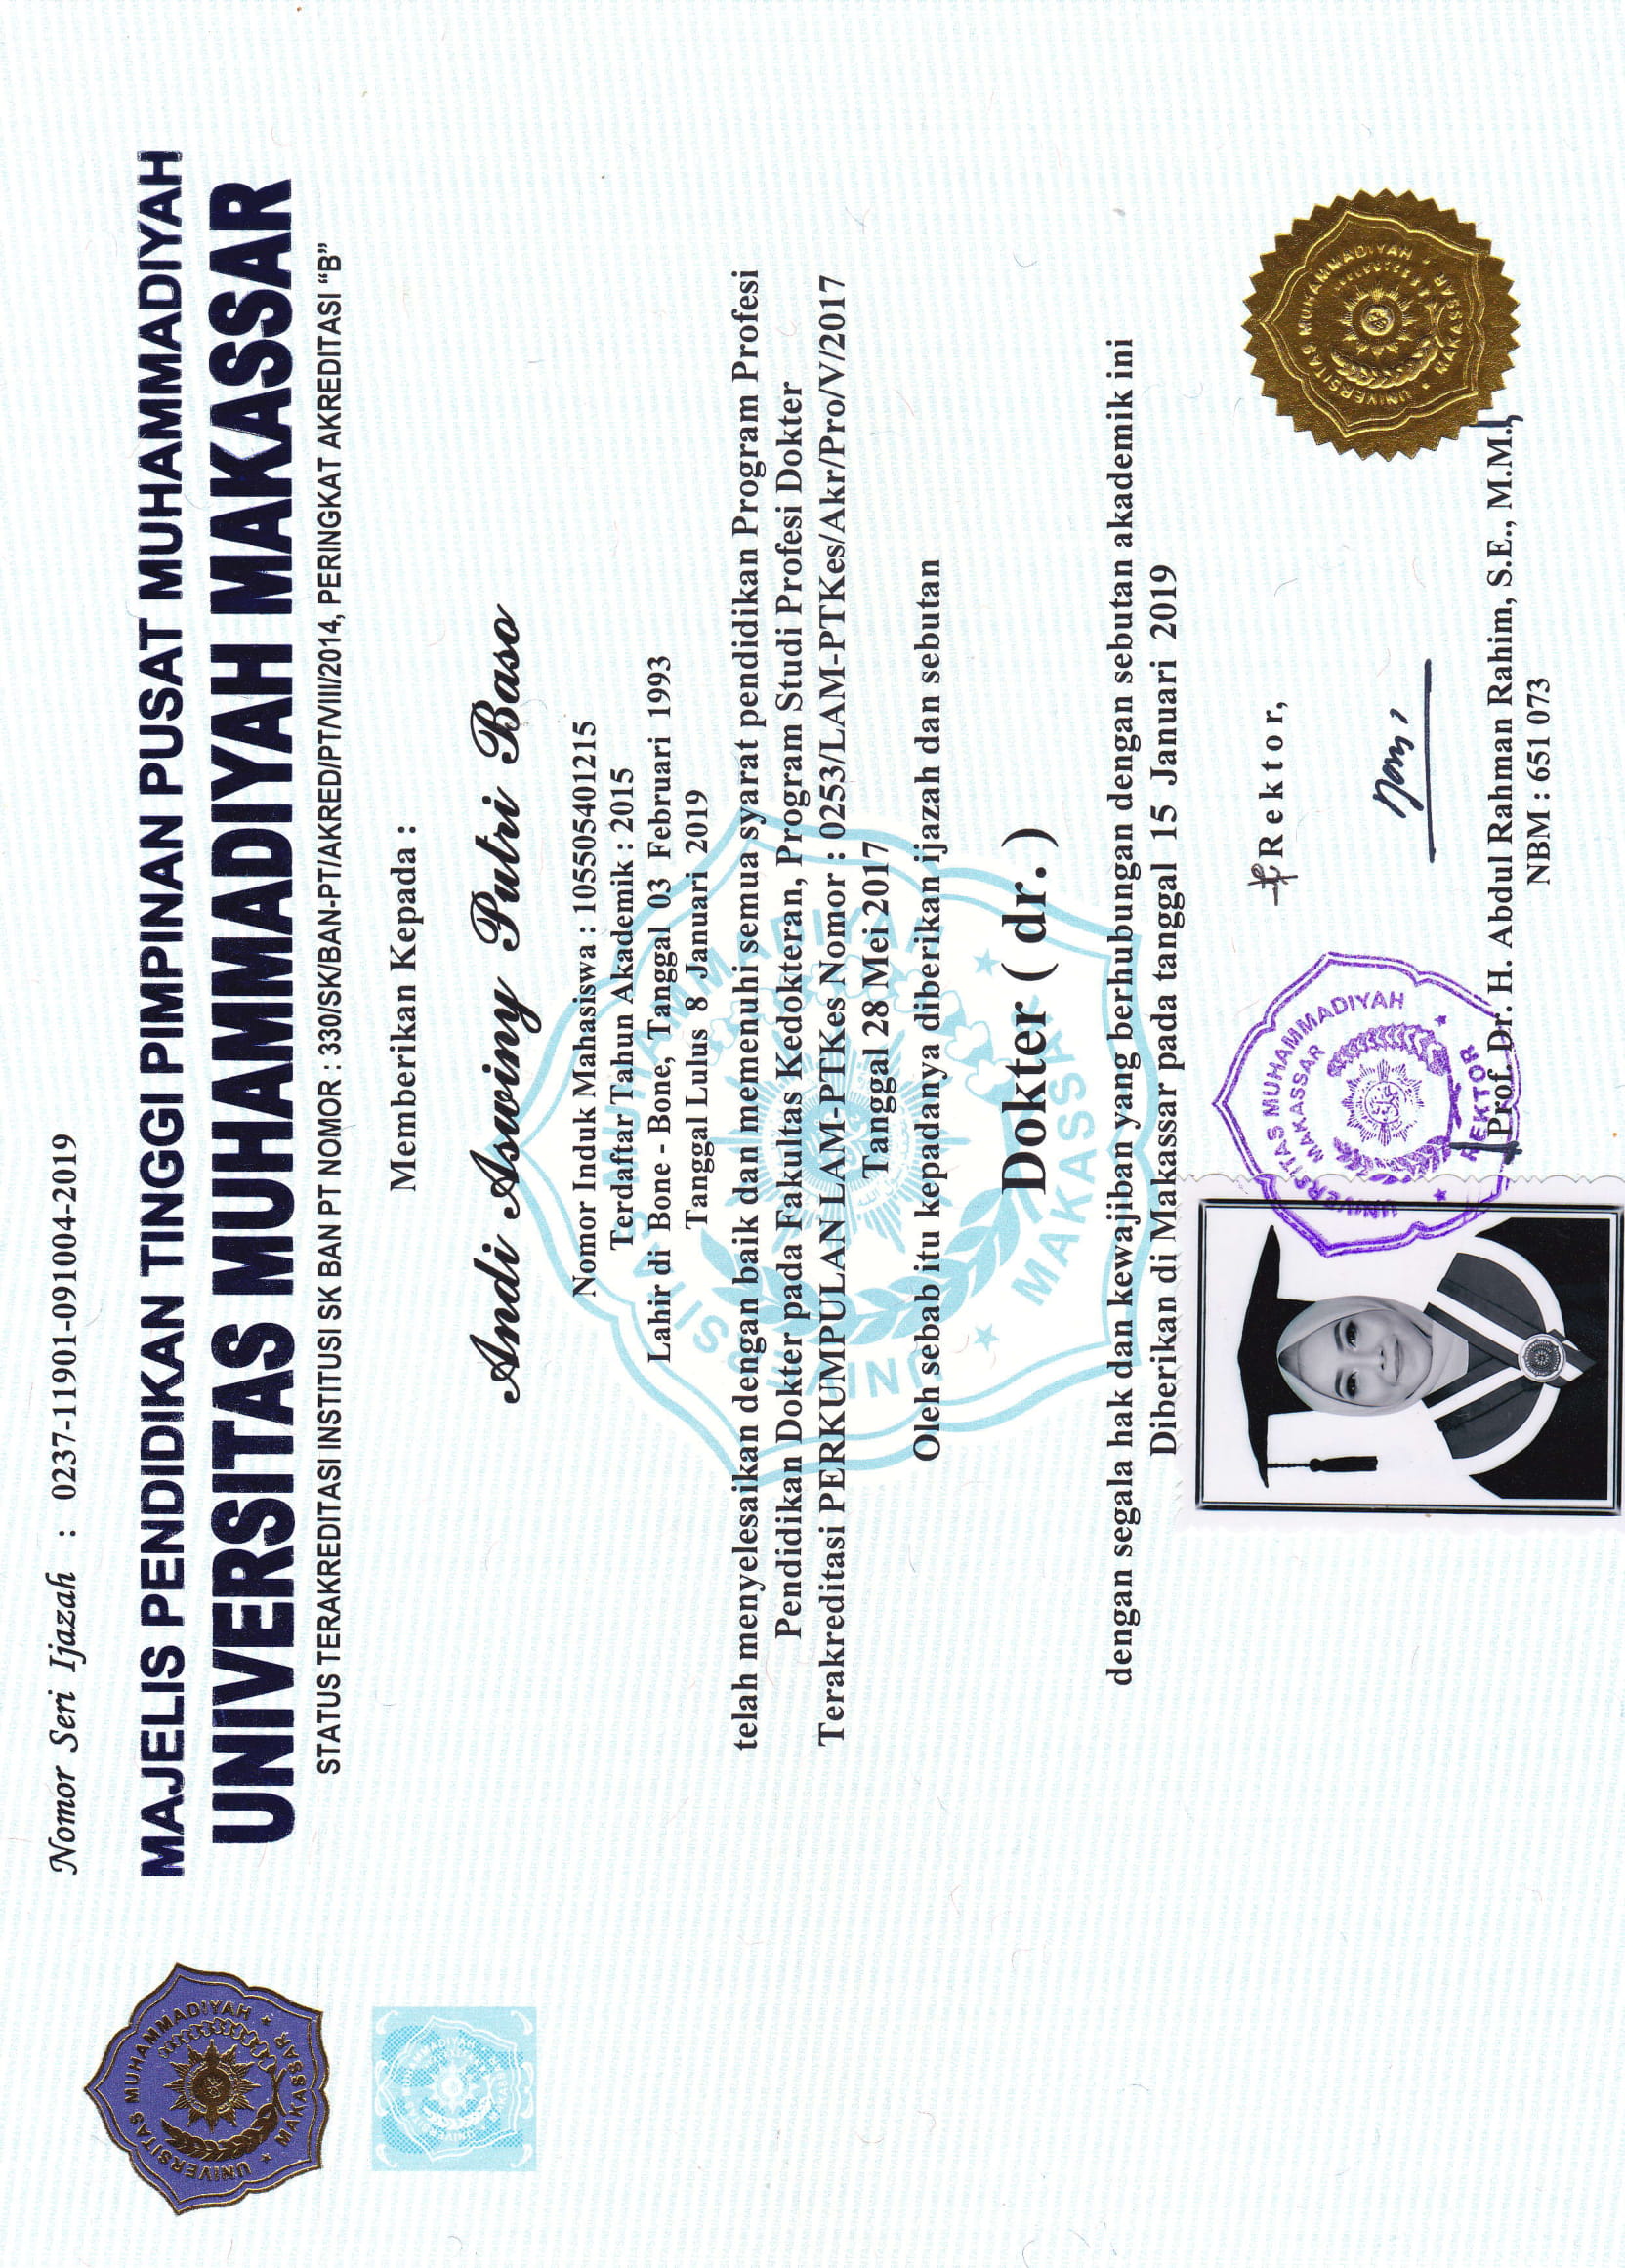 Nomor Seri Ijazah : 0237-11901-091004-2019
MAJELIS PENDIDIKAN TINGGI PIMPINAN PUSAT MUHAMMADIYAH
UNIVERSITAS MUHAMMADIYAH MAKASSAR
STATUS TERAKREDITASI INSTITUSI SK BAN PT NOMOR : 330/SK/BAN-PT/AKRED/PT/VIII/2014, PERINGKAT AKREDITASI “B”
UNIVERSITAS MUHAMMADIYAH
MAKASSAR
Memberikan Kepada :
Andi Aswiny Putri Baso
Nomor Induk Mahasiswa : 105505401215
Terdaftar Tahun Akademik : 2015
Lahir di Bone - Bone, Tanggal 03 Februari 1993
Tanggal Lulus 8 Januari 2019
telah menyelesaikan dengan baik dan memenuhi semua syarat pendidikan Program Profesi
Pendidikan Dokter pada Fakultas Kedokteran, Program Studi Profesi Dokter
Terakreditasi PERKUMPULAN LAM-PTKes Nomor : 0253/LAM-PTKes/Akr/Pro/V/2017
Tanggal 28 Mei 2017
Oleh sebab itu kepadanya diberikan ijazah dan sebutan
Dokter ( dr. )
dengan segala hak dan kewajiban yang berhubungan dengan sebutan akademik ini
Diberikan di Makassar pada tanggal 15 Januari 2019
Rektor,
Prof. Dr. H. Abdul Rahman Rahim, S.E., M.M.,
NBM : 651 073
UNIVERSITAS MUHAMMADIYAH
MAKASSAR
REKTOR
UNIVERSITAS MUHAMMADIYAH
MAKASSAR
UNIVERSITAS MUHAMMADIYAH
MAKASSAR